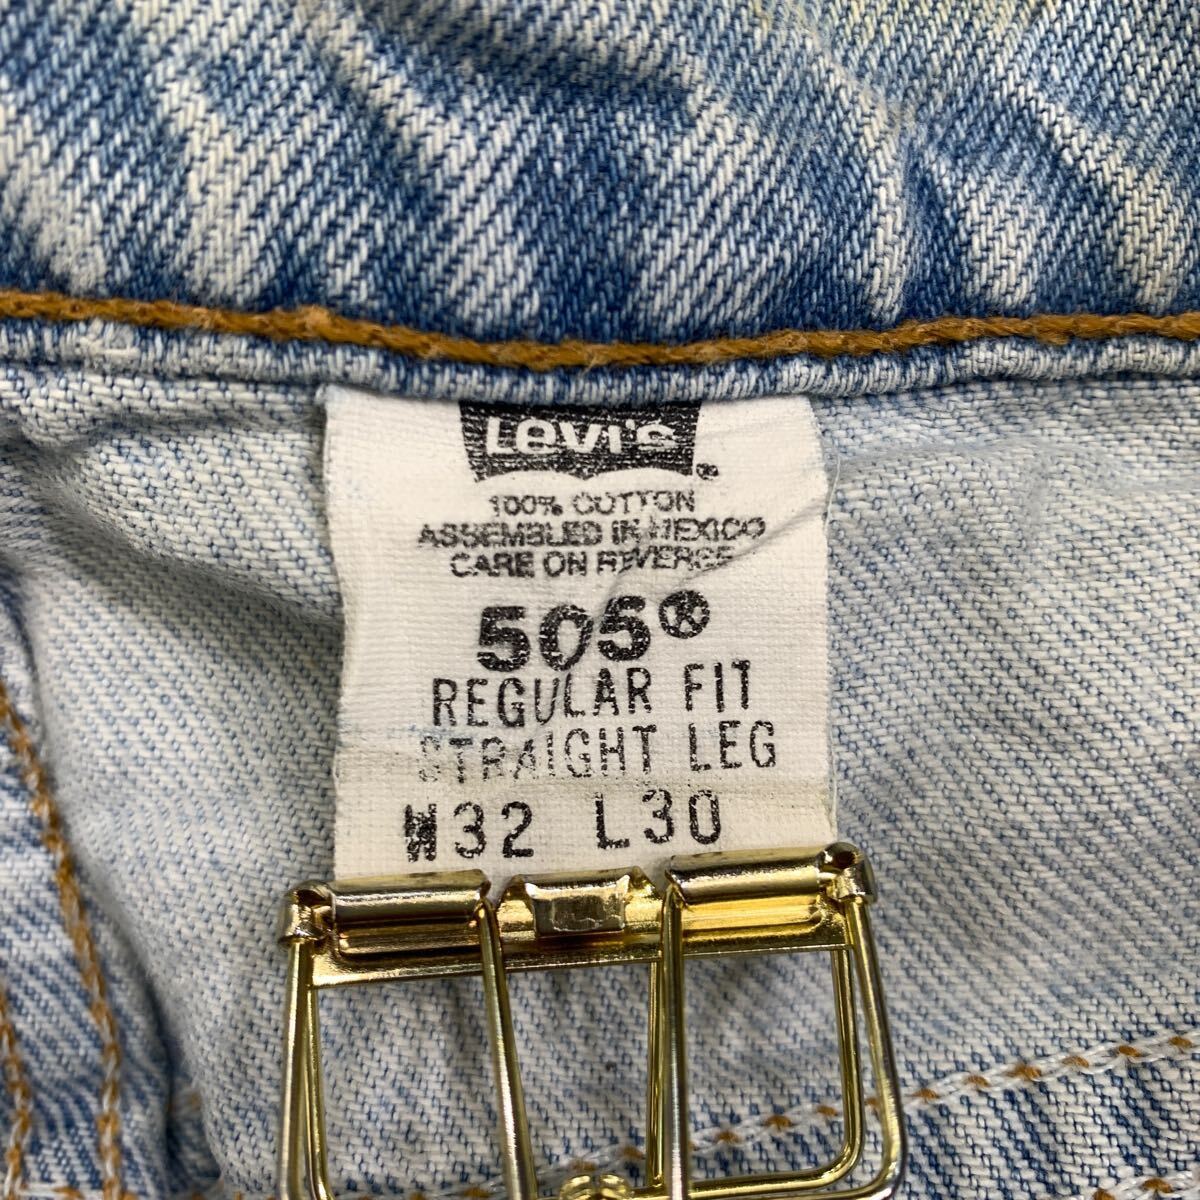 Levi's
100% COTTON
ASSEMBLED IN MEXICO
CARE ON REVERSE
505®
REGULAR FIT
STRAIGHT LEG
W32 L30